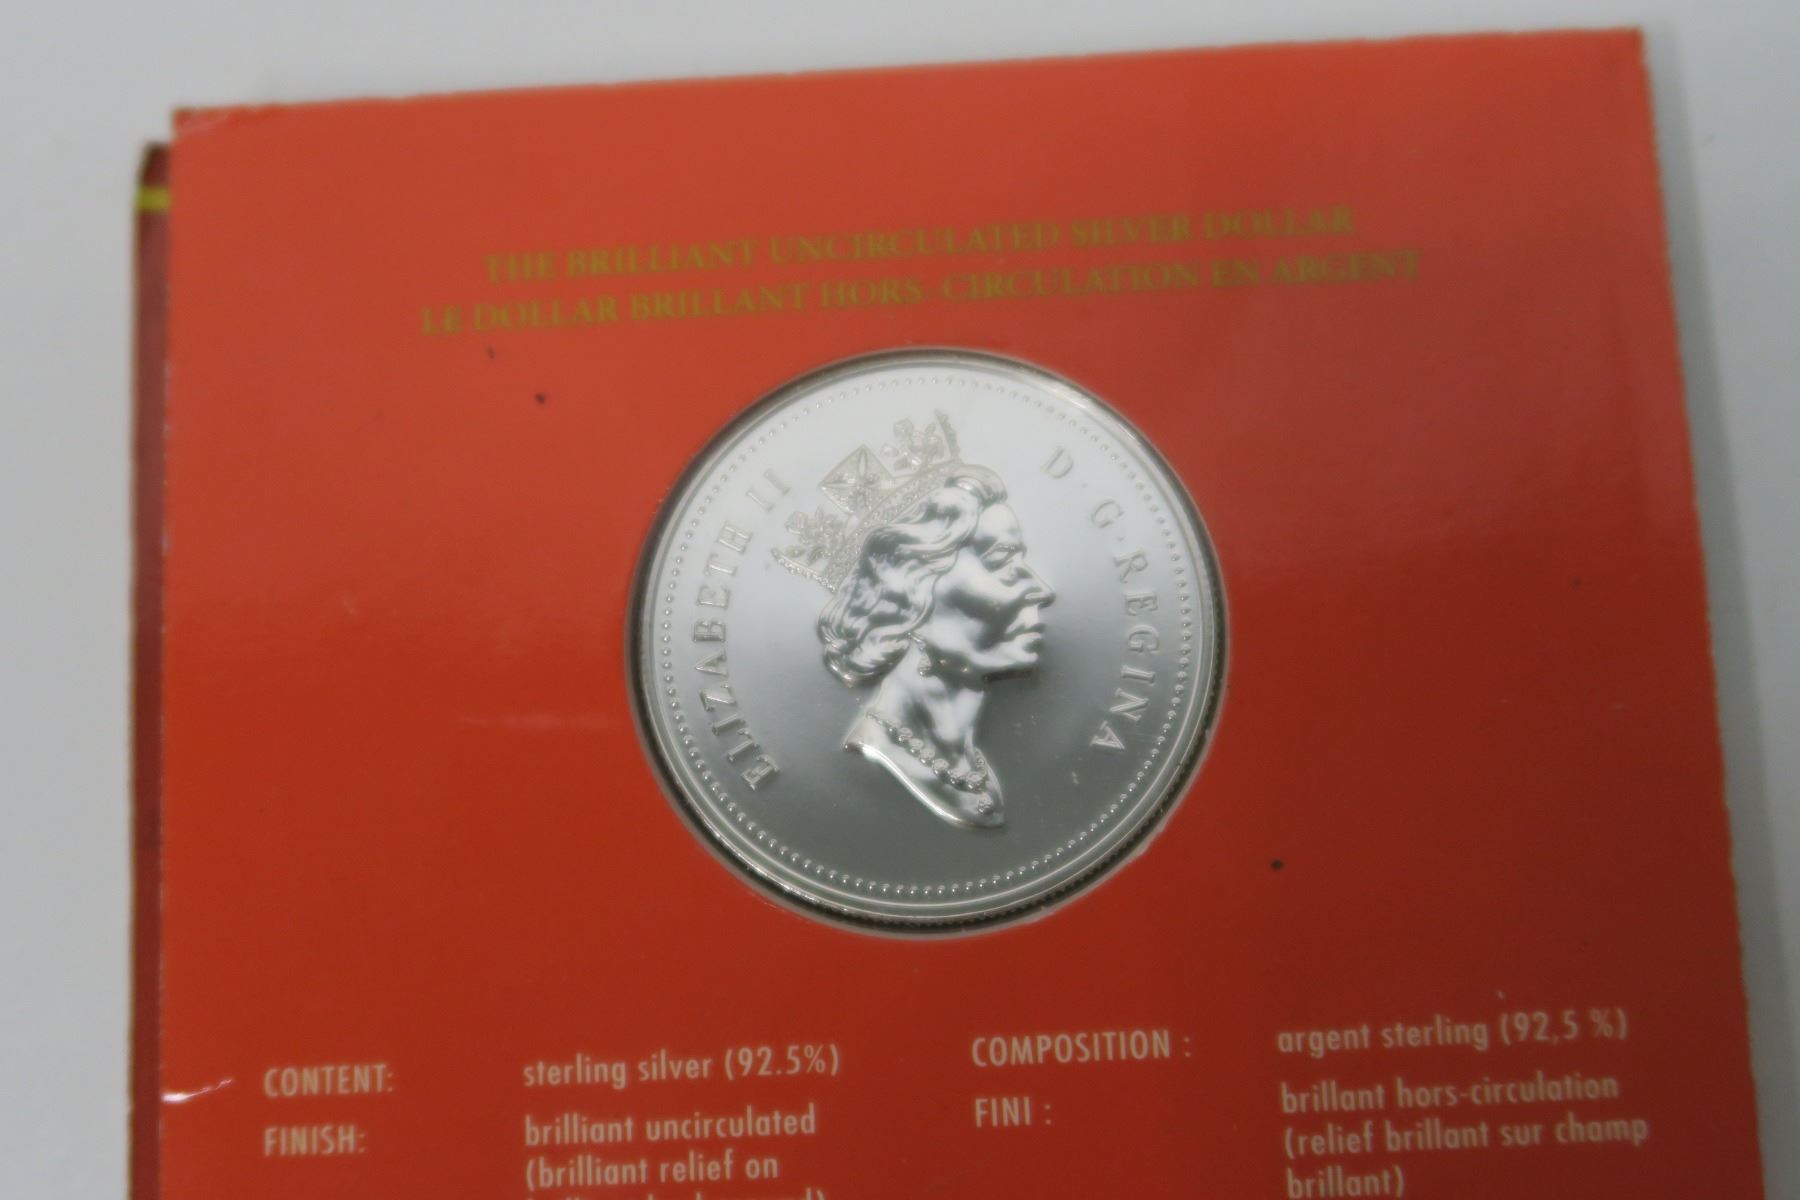 THE BRILLIANT UNCIRCULATED SILVER DOLLAR
LE DOLLAR BRILLANT HORS-CIRCULATION EN ARGENT
ELIZABETH II D·G·REGINA
CONTENT: sterling silver (92.5%)
FINISH: brilliant uncirculated
(brilliant relief on
COMPOSITION : argent sterling (92,5 %)
FINI : brillant hors-circulation
(relief brillant sur champ
brillant)